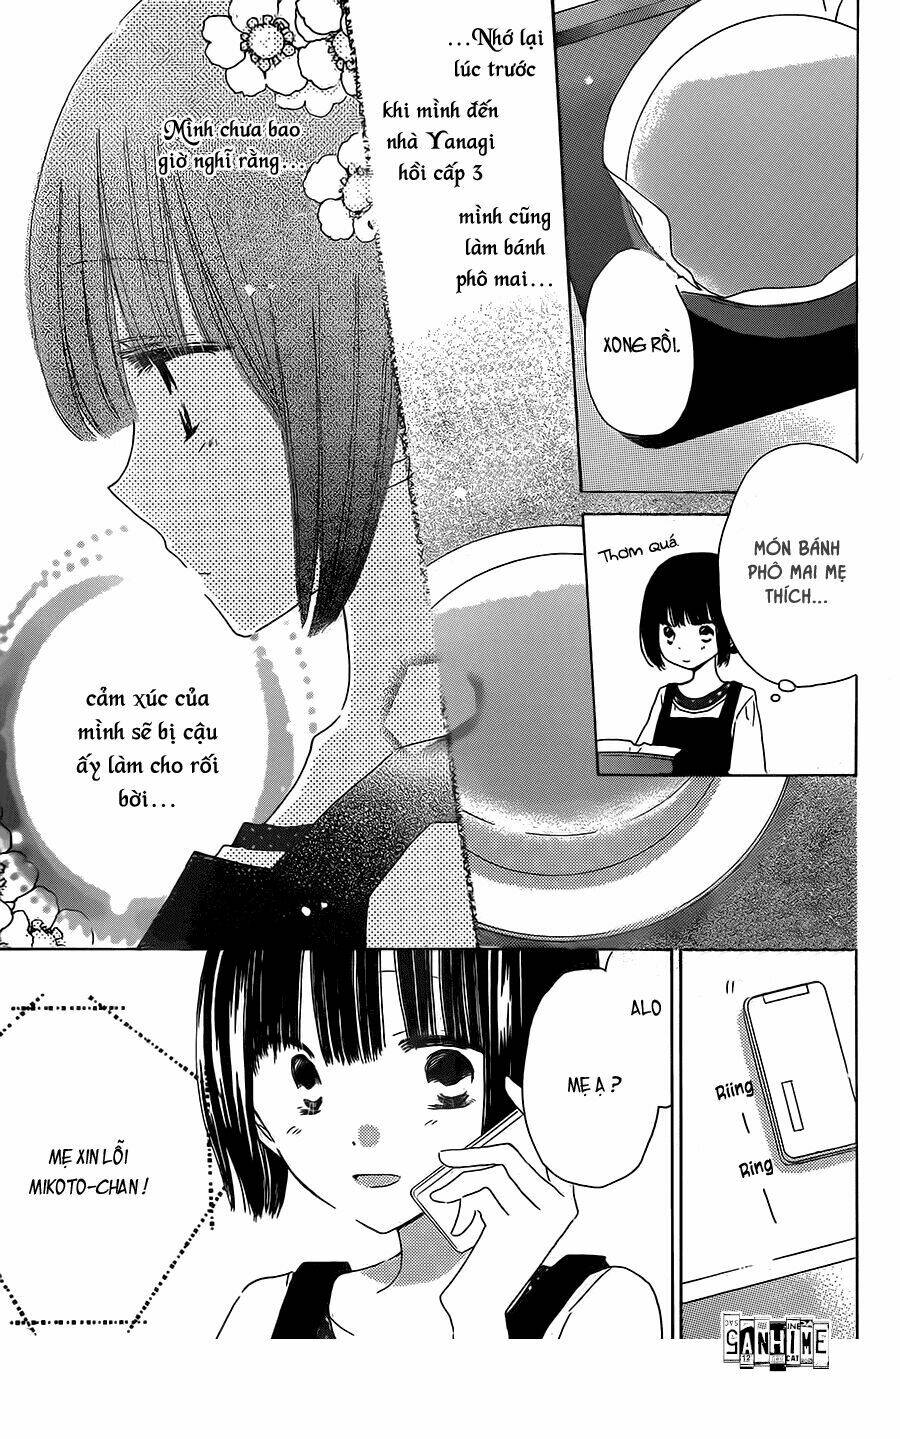 XONG RỒI.
MÓN BÁNH
PHÔ MAI MẸ
THÍCH...
Thơm quá
...Nhớ lại
lúc trước
khi mình đến
nhà Yanagi
hồi cấp 3
mình cũng
làm bánh
phô mai...
Mình chưa bao
giờ nghĩ rằng...
cảm xúc của
mình sẽ bị cậu
ấy làm cho rối
bời...
Riing
Ring
ALO
MẸ Ạ?
MẸ XIN LỖI
MIKOTO-CHAN!
SANHIME